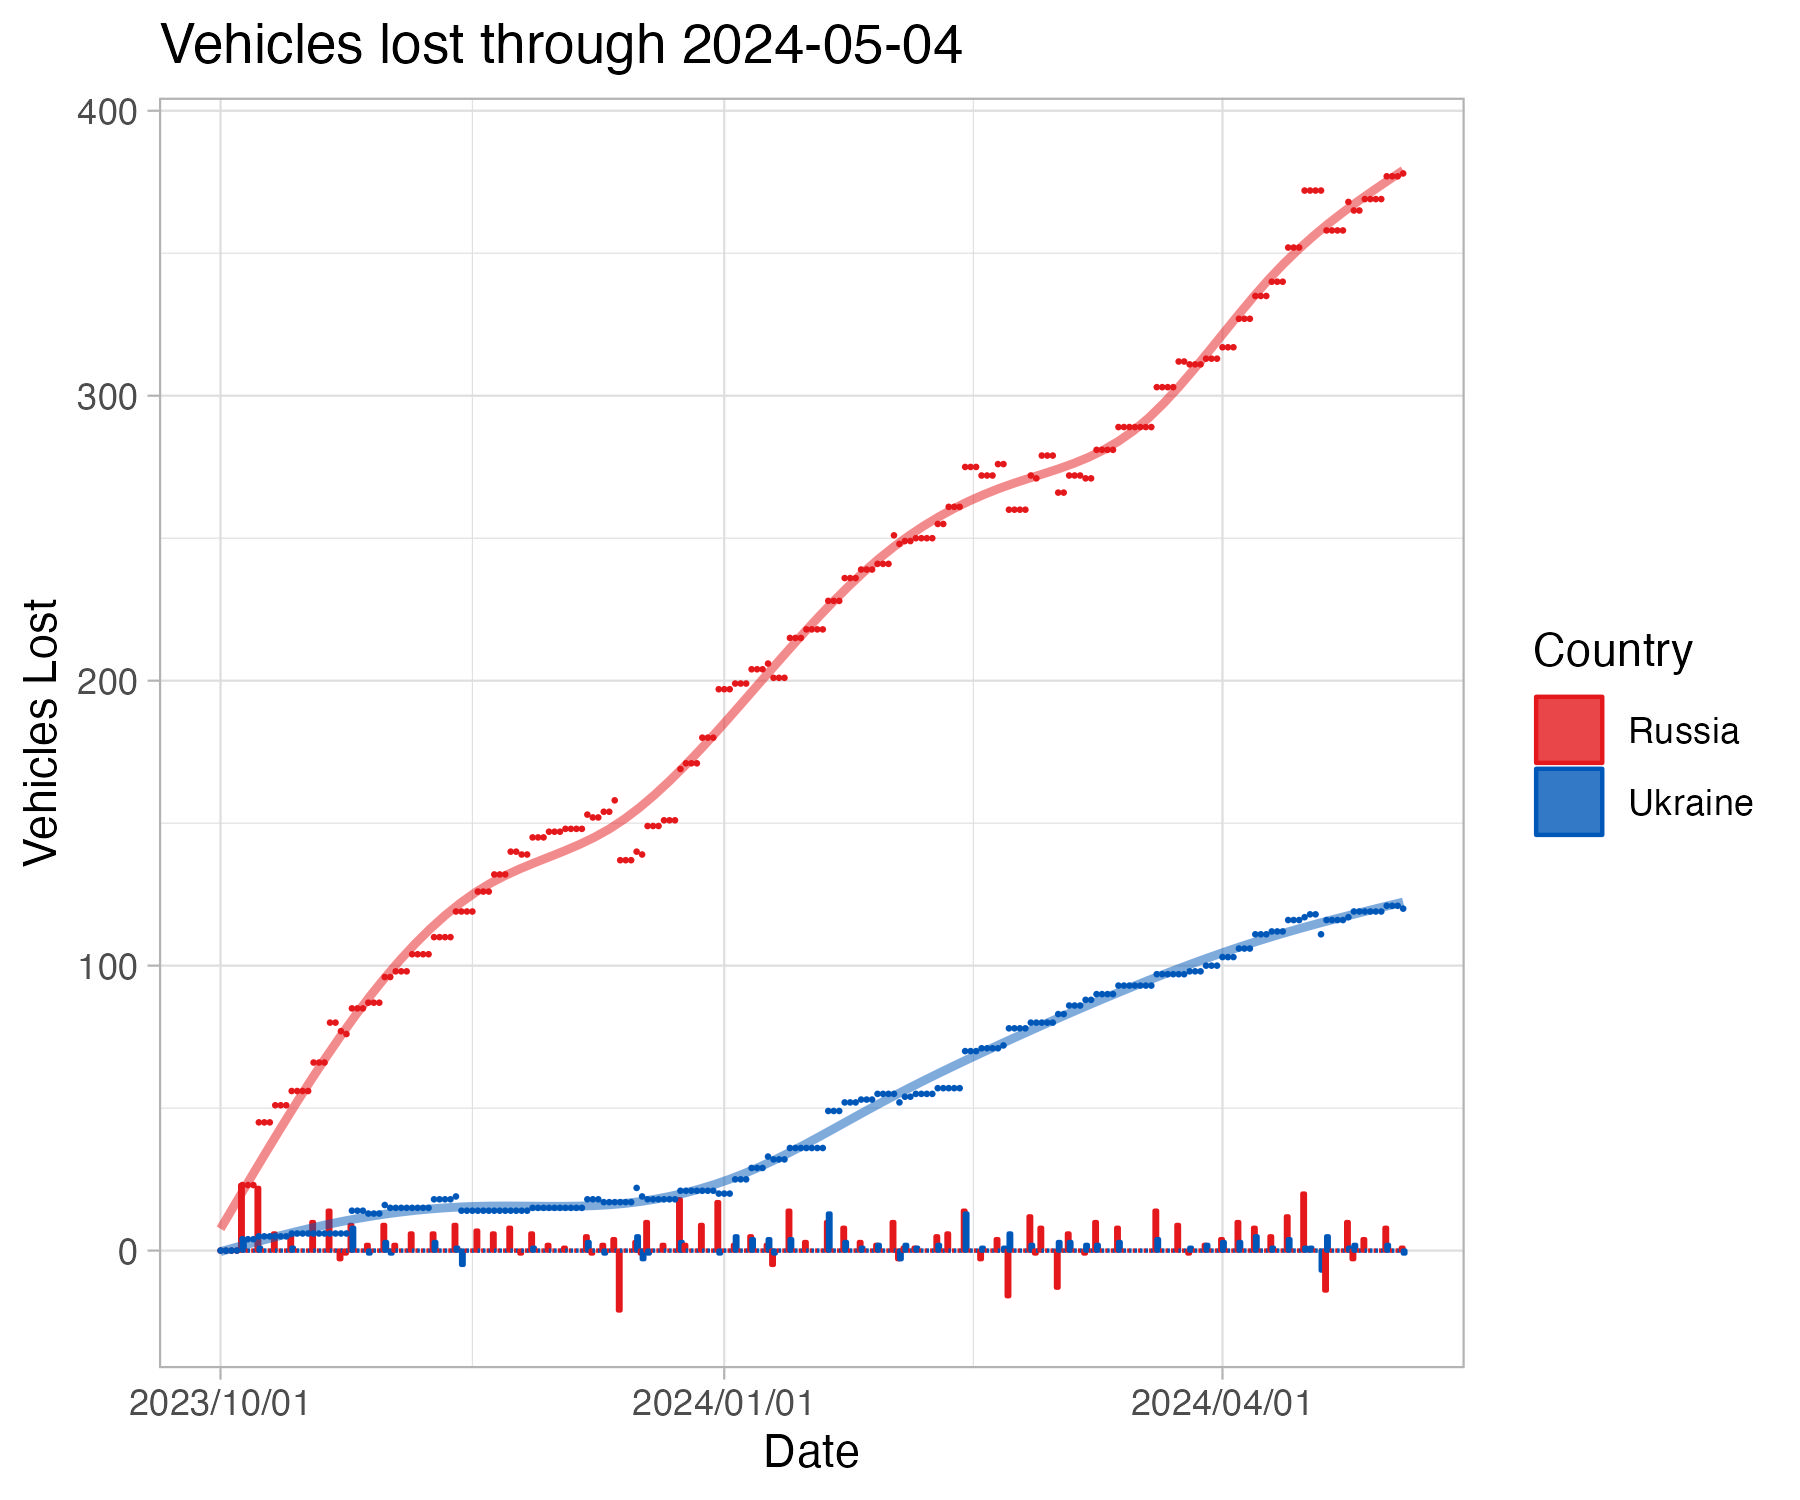 Vehicles lost through 2024-05-04
400
300
200
100
0
Vehicles Lost
2023/10/01
2024/01/01
2024/04/01
Date
Country
Russia
Ukraine